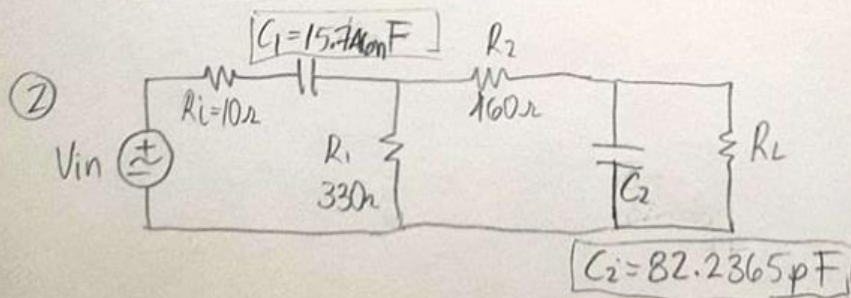 C₁=15.7
R₂
②
Ri=10Ω
160Ω
Vin
R₁
330Ω
C₂
RL
C₂=82.2365pF